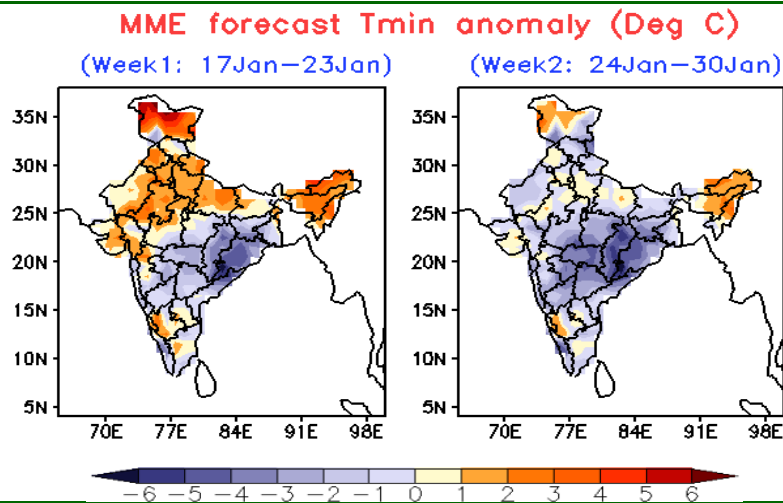 MME forecast Tmin anomaly (Deg C)
(Week1: 17Jan−23Jan)
(Week2: 24Jan−30Jan)
35N
30N
25N
20N
15N
10N
5N
70E 77E 84E 91E 98E
35N
30N
25N
20N
15N
10N
5N
70E 77E 84E 91E 98E
−6 −5 −4 −3 −2 −1 0 1 2 3 4 5 6